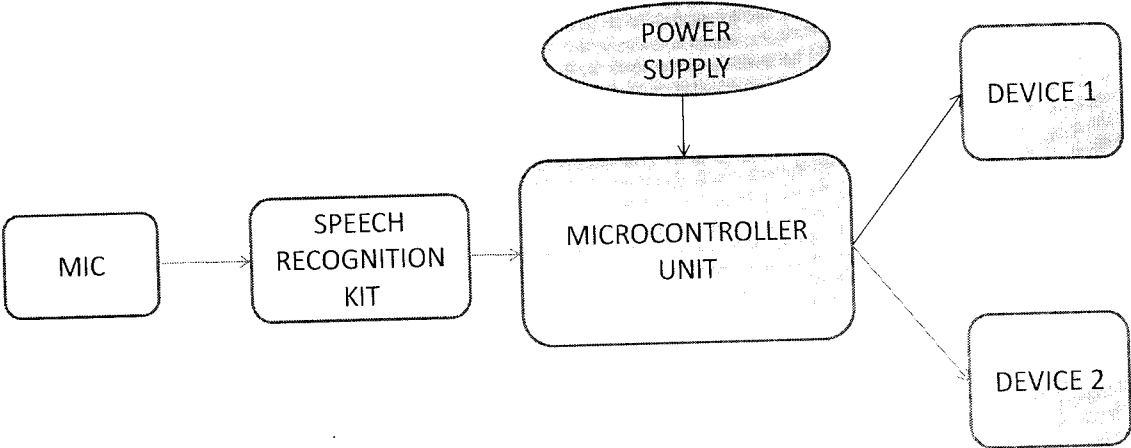 POWER
SUPPLY
DEVICE 1
MIC
SPEECH
RECOGNITION
KIT
MICROCONTROLLER
UNIT
DEVICE 2